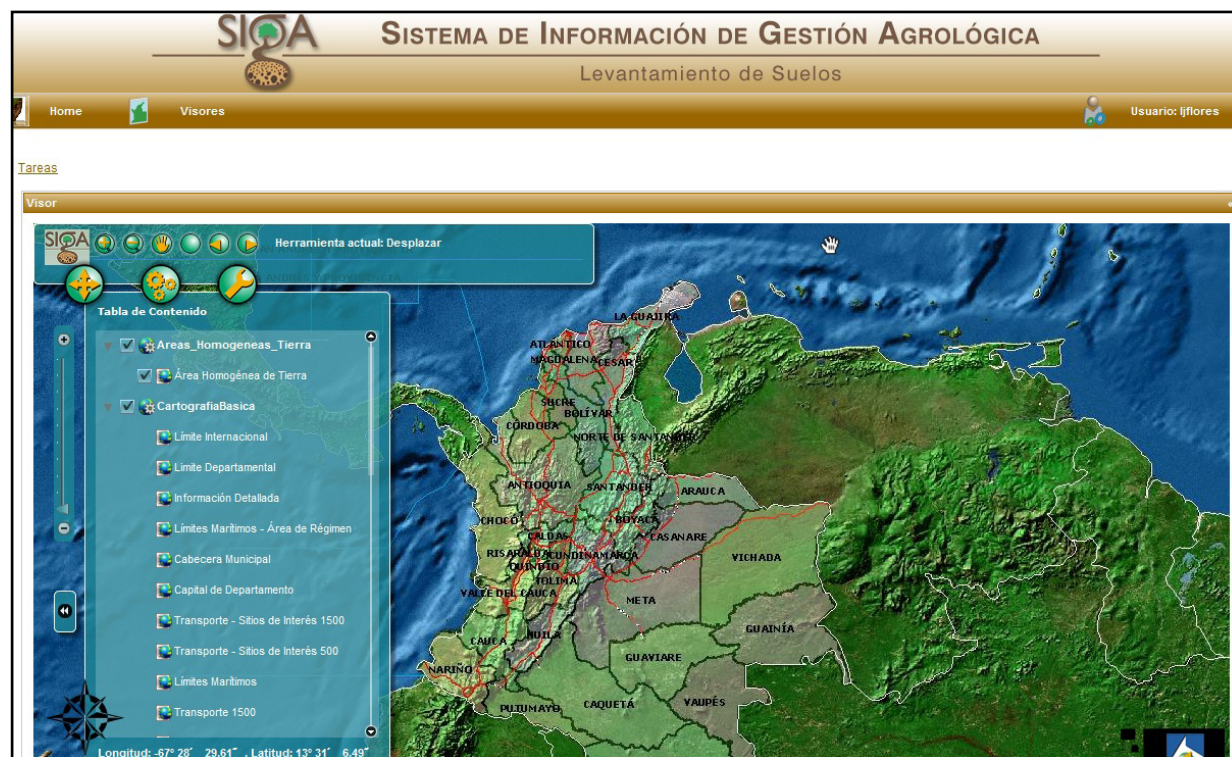 SIGA
SISTEMA DE INFORMACIÓN DE GESTIÓN AGROLÓGICA
Levantamiento de Suelos
Home
Visores
Usuario: ljflores
Tareas
Visor
SIGA
Herramienta actual: Desplazar
Tabla de Contenido
Areas_Homogeneas_Tierra
Área Homogénea de Tierra
CartografiaBasica
Límite Internacional
Limite Departamental
Información Detallada
Límites Marítimos - Área de Régimen
Cabecera Municipal
Capital de Departamento
Transporte - Sitios de Interés 1500
Transporte - Sitios de Interés 500
Límites Marítimos
Transporte 1500
Longitud: -67° 28´ 29.61˝ , Latitud: 13° 31´ 6.49˝
LA GUAJIRA
ATLANTICO
MAGDALENA
CESAR
SUCRE
BOLÍVAR
CÓRDOBA
NORTE DE SANTANDER
ANTIOQUIA
SANTANDER
ARAUCA
CHOCÓ
BOYACÁ
CALDAS
CASANARE
RISARALDA
CUNDINAMARCA
VICHADA
QUINDIO
TOLIMA
VALLE DEL CAUCA
META
GUAINÍA
CAUCA
HUILA
GUAVIARE
NARIÑO
PUTUMAYO
CAQUETÁ
VAUPÉS